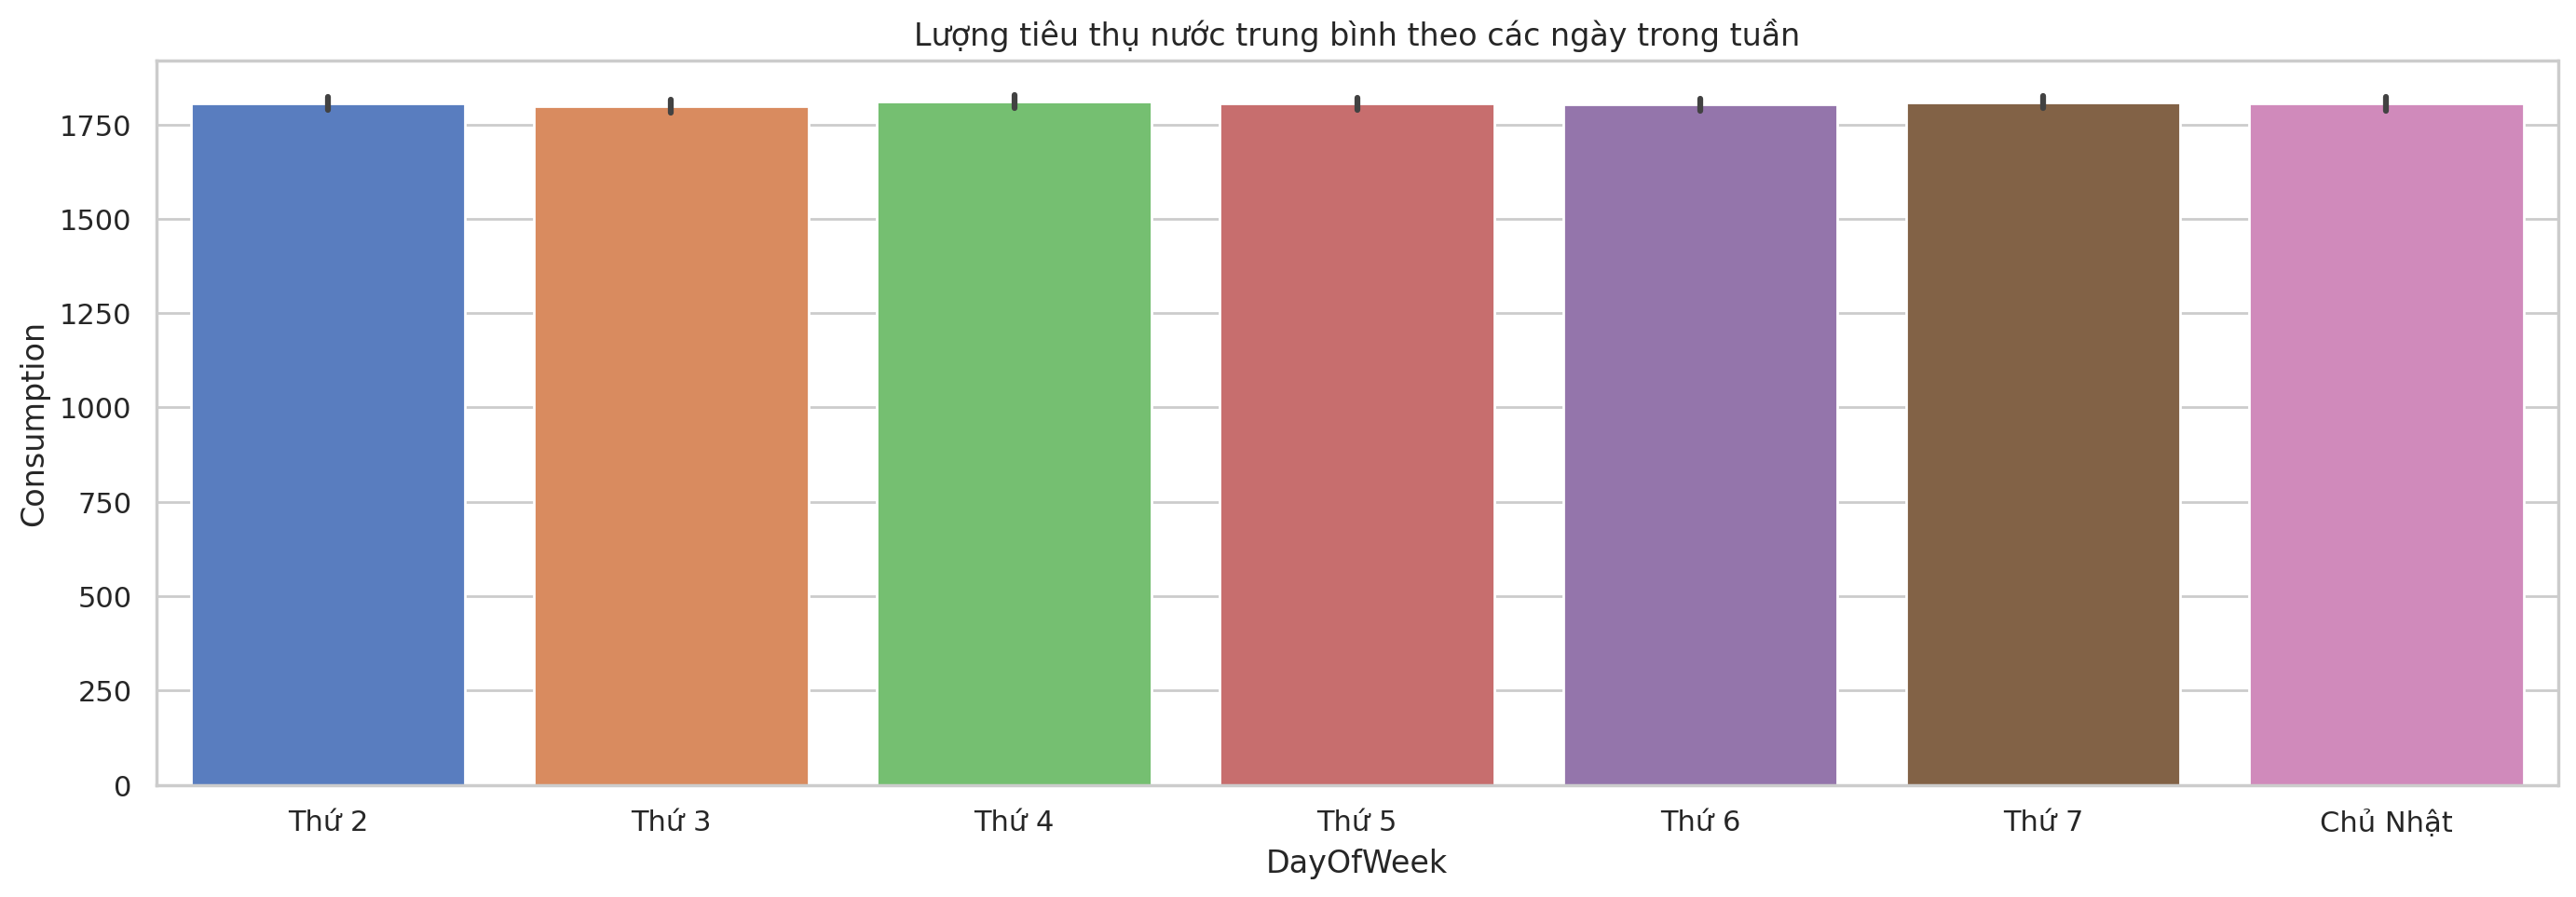 Lượng tiêu thụ nước trung bình theo các ngày trong tuần
Consumption
1750
1500
1250
1000
750
500
250
0
Thứ 2 Thứ 3 Thứ 4 Thứ 5 Thứ 6 Thứ 7 Chủ Nhật
DayOfWeek